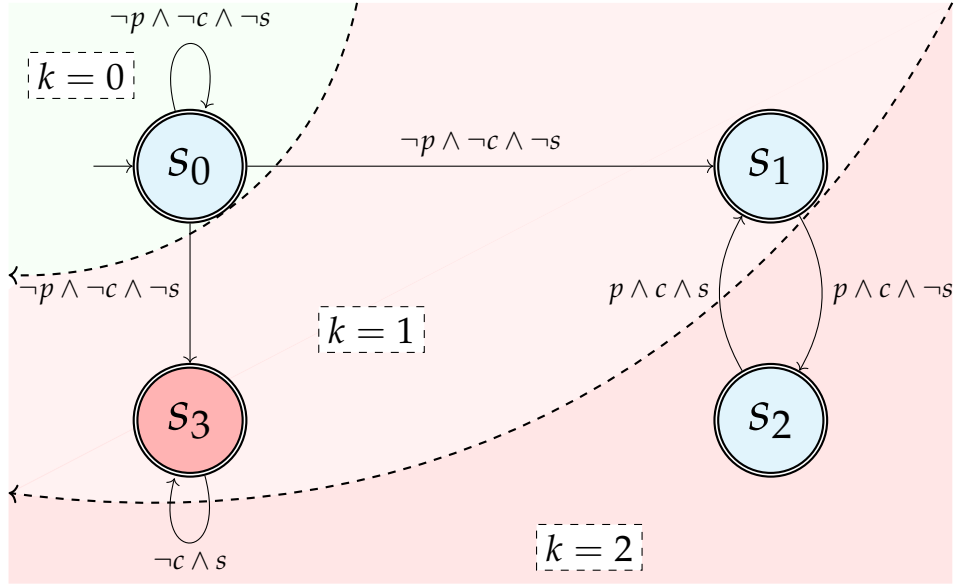 ¬p ∧ ¬c ∧ ¬s
k = 0
s₀
¬p ∧ ¬c ∧ ¬s
s₁
¬p ∧ ¬c ∧ ¬s
p ∧ c ∧ s
p ∧ c ∧ ¬s
k = 1
s₃
s₂
¬c ∧ s
k = 2